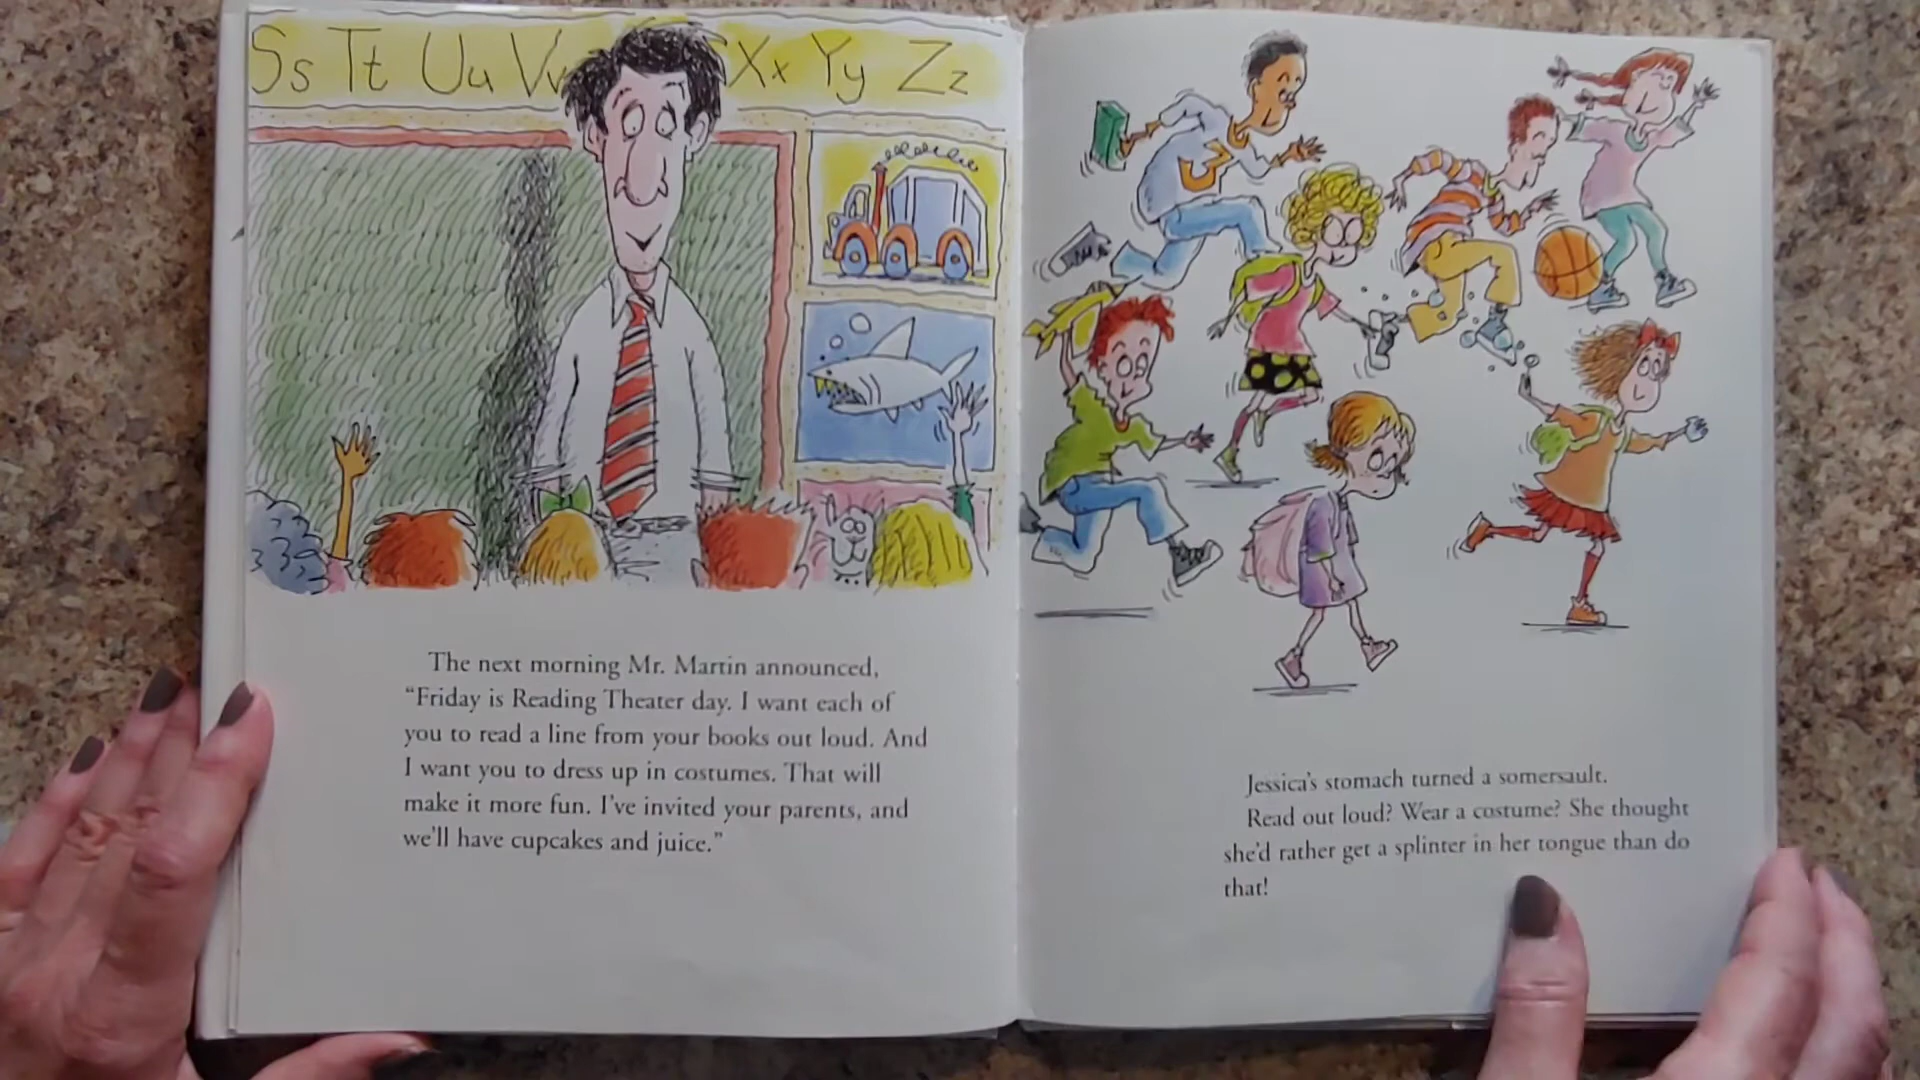 Ss Tt Uu Vv Xx Yy Zz
The next morning Mr. Martin announced,
“Friday is Reading Theater day. I want each of
you to read a line from your books out loud. And
I want you to dress up in costumes. That will
make it more fun. I’ve invited your parents, and
we’ll have cupcakes and juice.”
3
Jessica’s stomach turned a somersault.
Read out loud? Wear a costume? She thought
she’d rather get a splinter in her tongue than do
that!